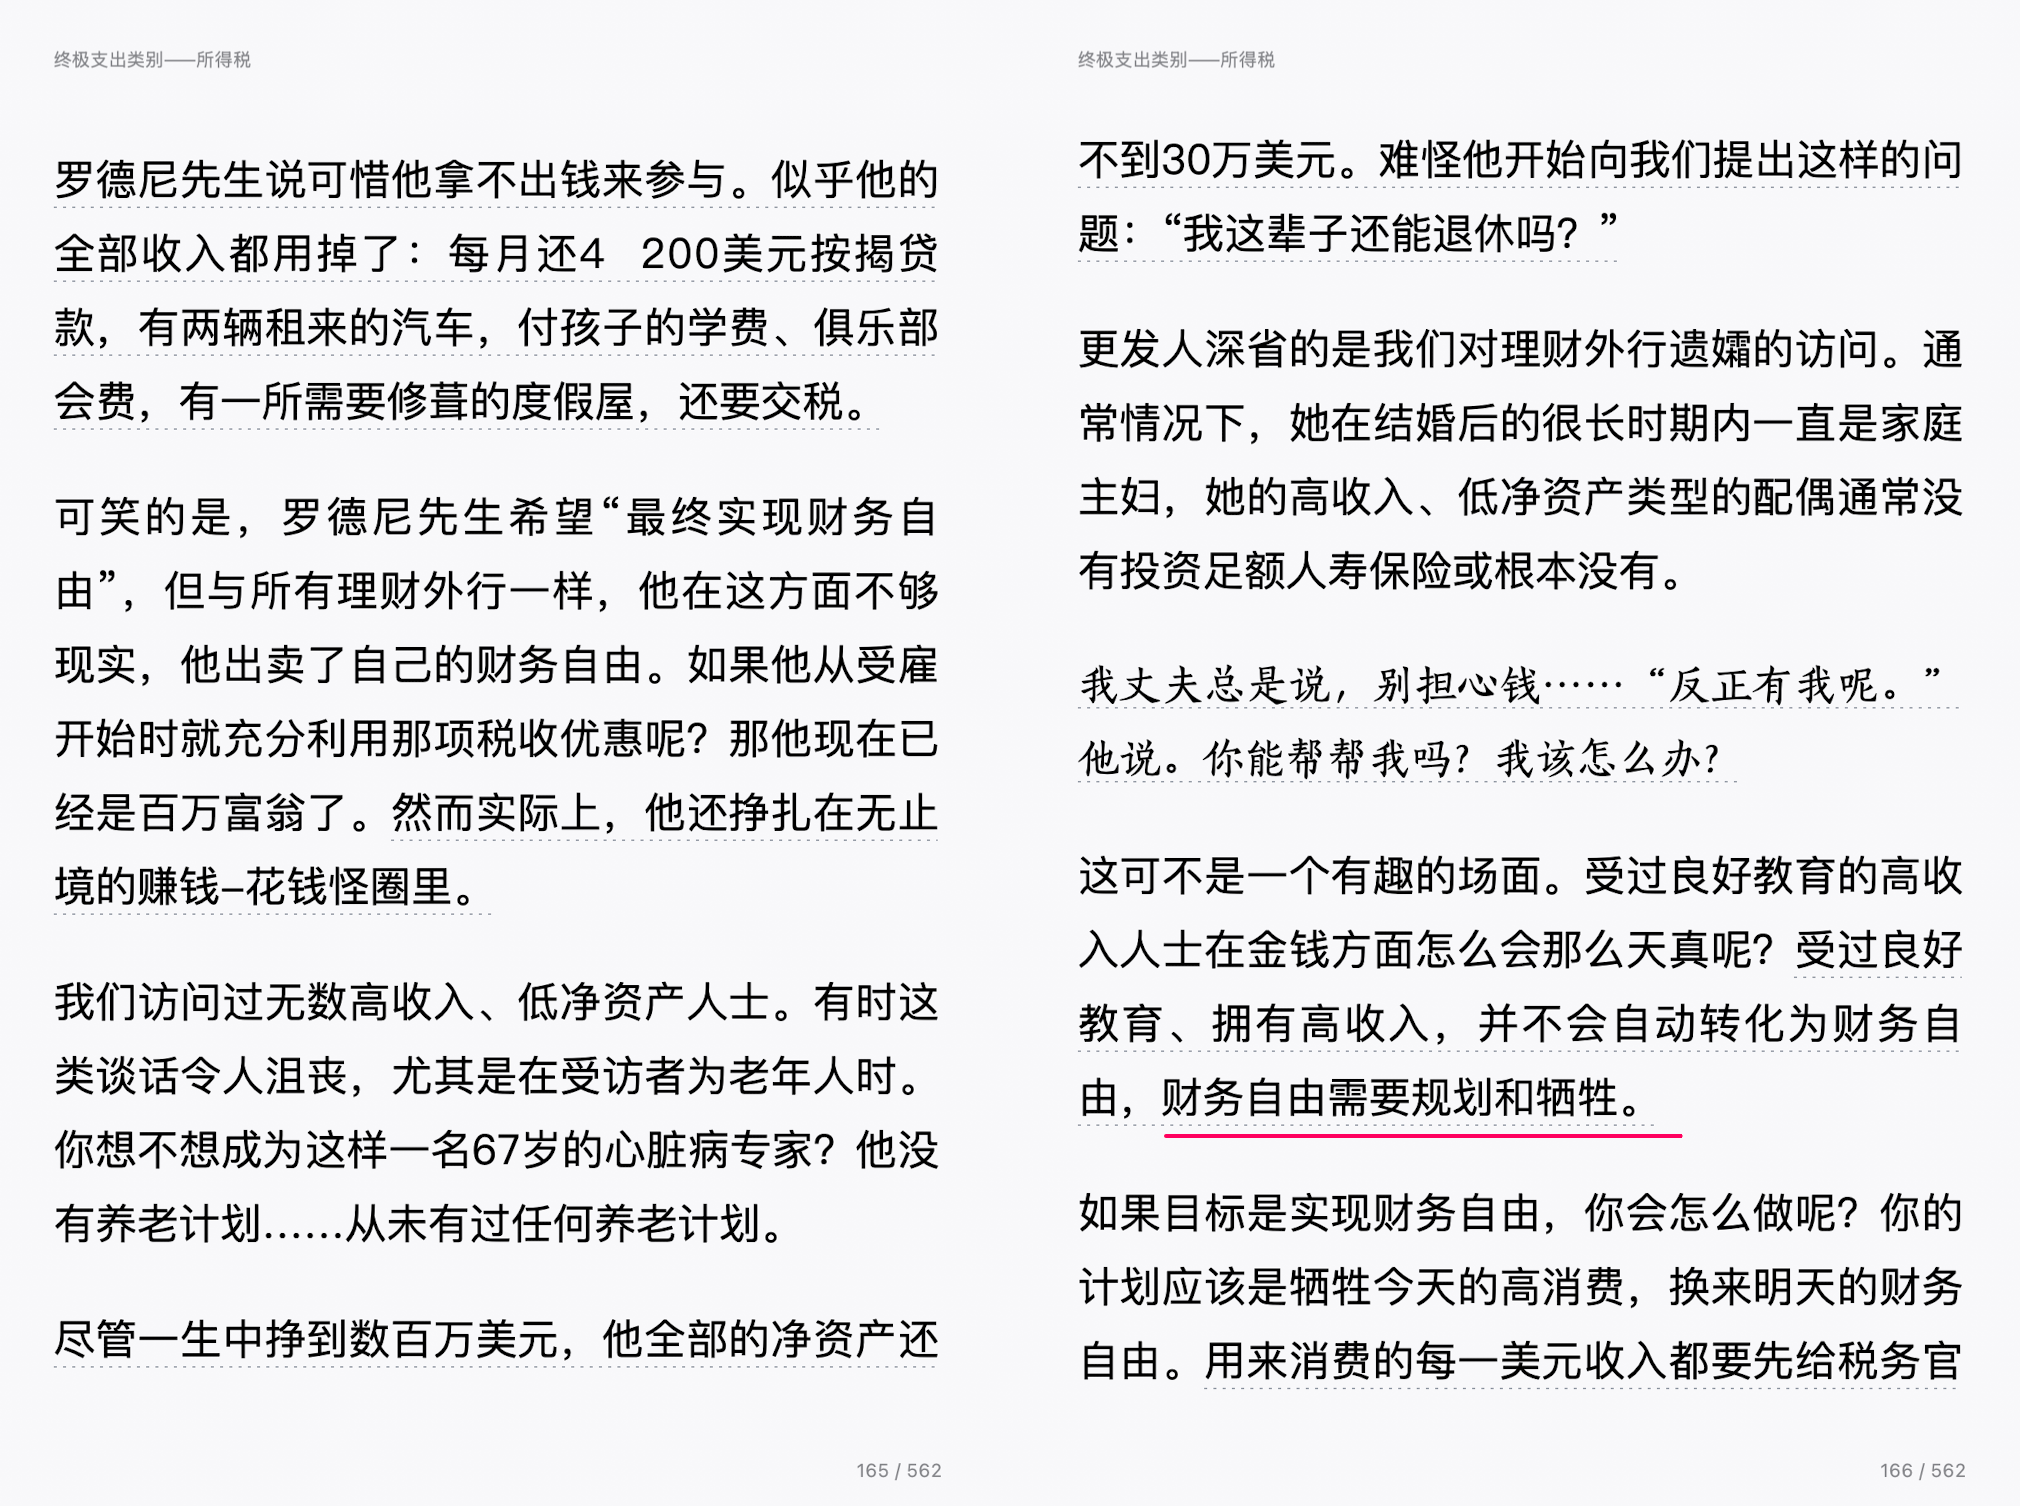 终极支出类别——所得税
罗德尼先生说可惜他拿不出钱来参与。似乎他的
全部收入都用掉了：每月还4 200美元按揭贷
款，有两辆租来的汽车，付孩子的学费、俱乐部
会费，有一所需要修葺的度假屋，还要交税。
可笑的是，罗德尼先生希望“最终实现财务自
由”，但与所有理财外行一样，他在这方面不够
现实，他出卖了自己的财务自由。如果他从受雇
开始时就充分利用那项税收优惠呢？那他现在已
经是百万富翁了。然而实际上，他还挣扎在无止
境的赚钱–花钱怪圈里。
我们访问过无数高收入、低净资产人士。有时这
类谈话令人沮丧，尤其是在受访者为老年人时。
你想不想成为这样一名67岁的心脏病专家？他没
有养老计划……从未有过任何养老计划。
尽管一生中挣到数百万美元，他全部的净资产还
165 / 562
终极支出类别——所得税
不到30万美元。难怪他开始向我们提出这样的问
题：“我这辈子还能退休吗？”
更发人深省的是我们对理财外行遗孀的访问。通
常情况下，她在结婚后的很长时期内一直是家庭
主妇，她的高收入、低净资产类型的配偶通常没
有投资足额人寿保险或根本没有。
我丈夫总是说，别担心钱……“反正有我呢。”
他说。你能帮帮我吗？我该怎么办？
这可不是一个有趣的场面。受过良好教育的高收
入人士在金钱方面怎么会那么天真呢？受过良好
教育、拥有高收入，并不会自动转化为财务自
由，财务自由需要规划和牺牲。
如果目标是实现财务自由，你会怎么做呢？你的
计划应该是牺牲今天的高消费，换来明天的财务
自由。用来消费的每一美元收入都要先给税务官
166 / 562